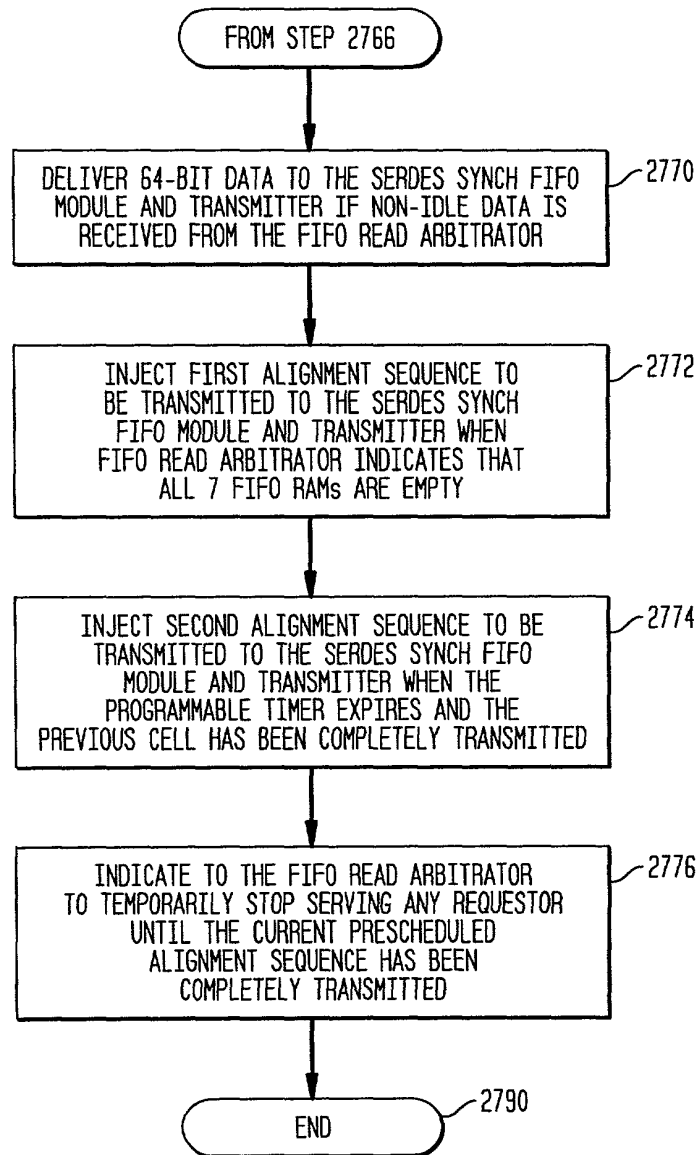 FROM STEP 2766
DELIVER 64-BIT DATA TO THE SERDES SYNCH FIFO
MODULE AND TRANSMITTER IF NON-IDLE DATA IS
RECEIVED FROM THE FIFO READ ARBITRATOR
2770
INJECT FIRST ALIGNMENT SEQUENCE TO
BE TRANSMITTED TO THE SERDES SYNCH
FIFO MODULE AND TRANSMITTER WHEN
FIFO READ ARBITRATOR INDICATES THAT
ALL 7 FIFO RAMs ARE EMPTY
2772
INJECT SECOND ALIGNMENT SEQUENCE TO BE
TRANSMITTED TO THE SERDES SYNCH FIFO
MODULE AND TRANSMITTER WHEN THE
PROGRAMMABLE TIMER EXPIRES AND THE
PREVIOUS CELL HAS BEEN COMPLETELY TRANSMITTED
2774
INDICATE TO THE FIFO READ ARBITRATOR
TO TEMPORARILY STOP SERVING ANY REQUESTOR
UNTIL THE CURRENT PRESCHEDULED
ALIGNMENT SEQUENCE HAS BEEN
COMPLETELY TRANSMITTED
2776
END
2790